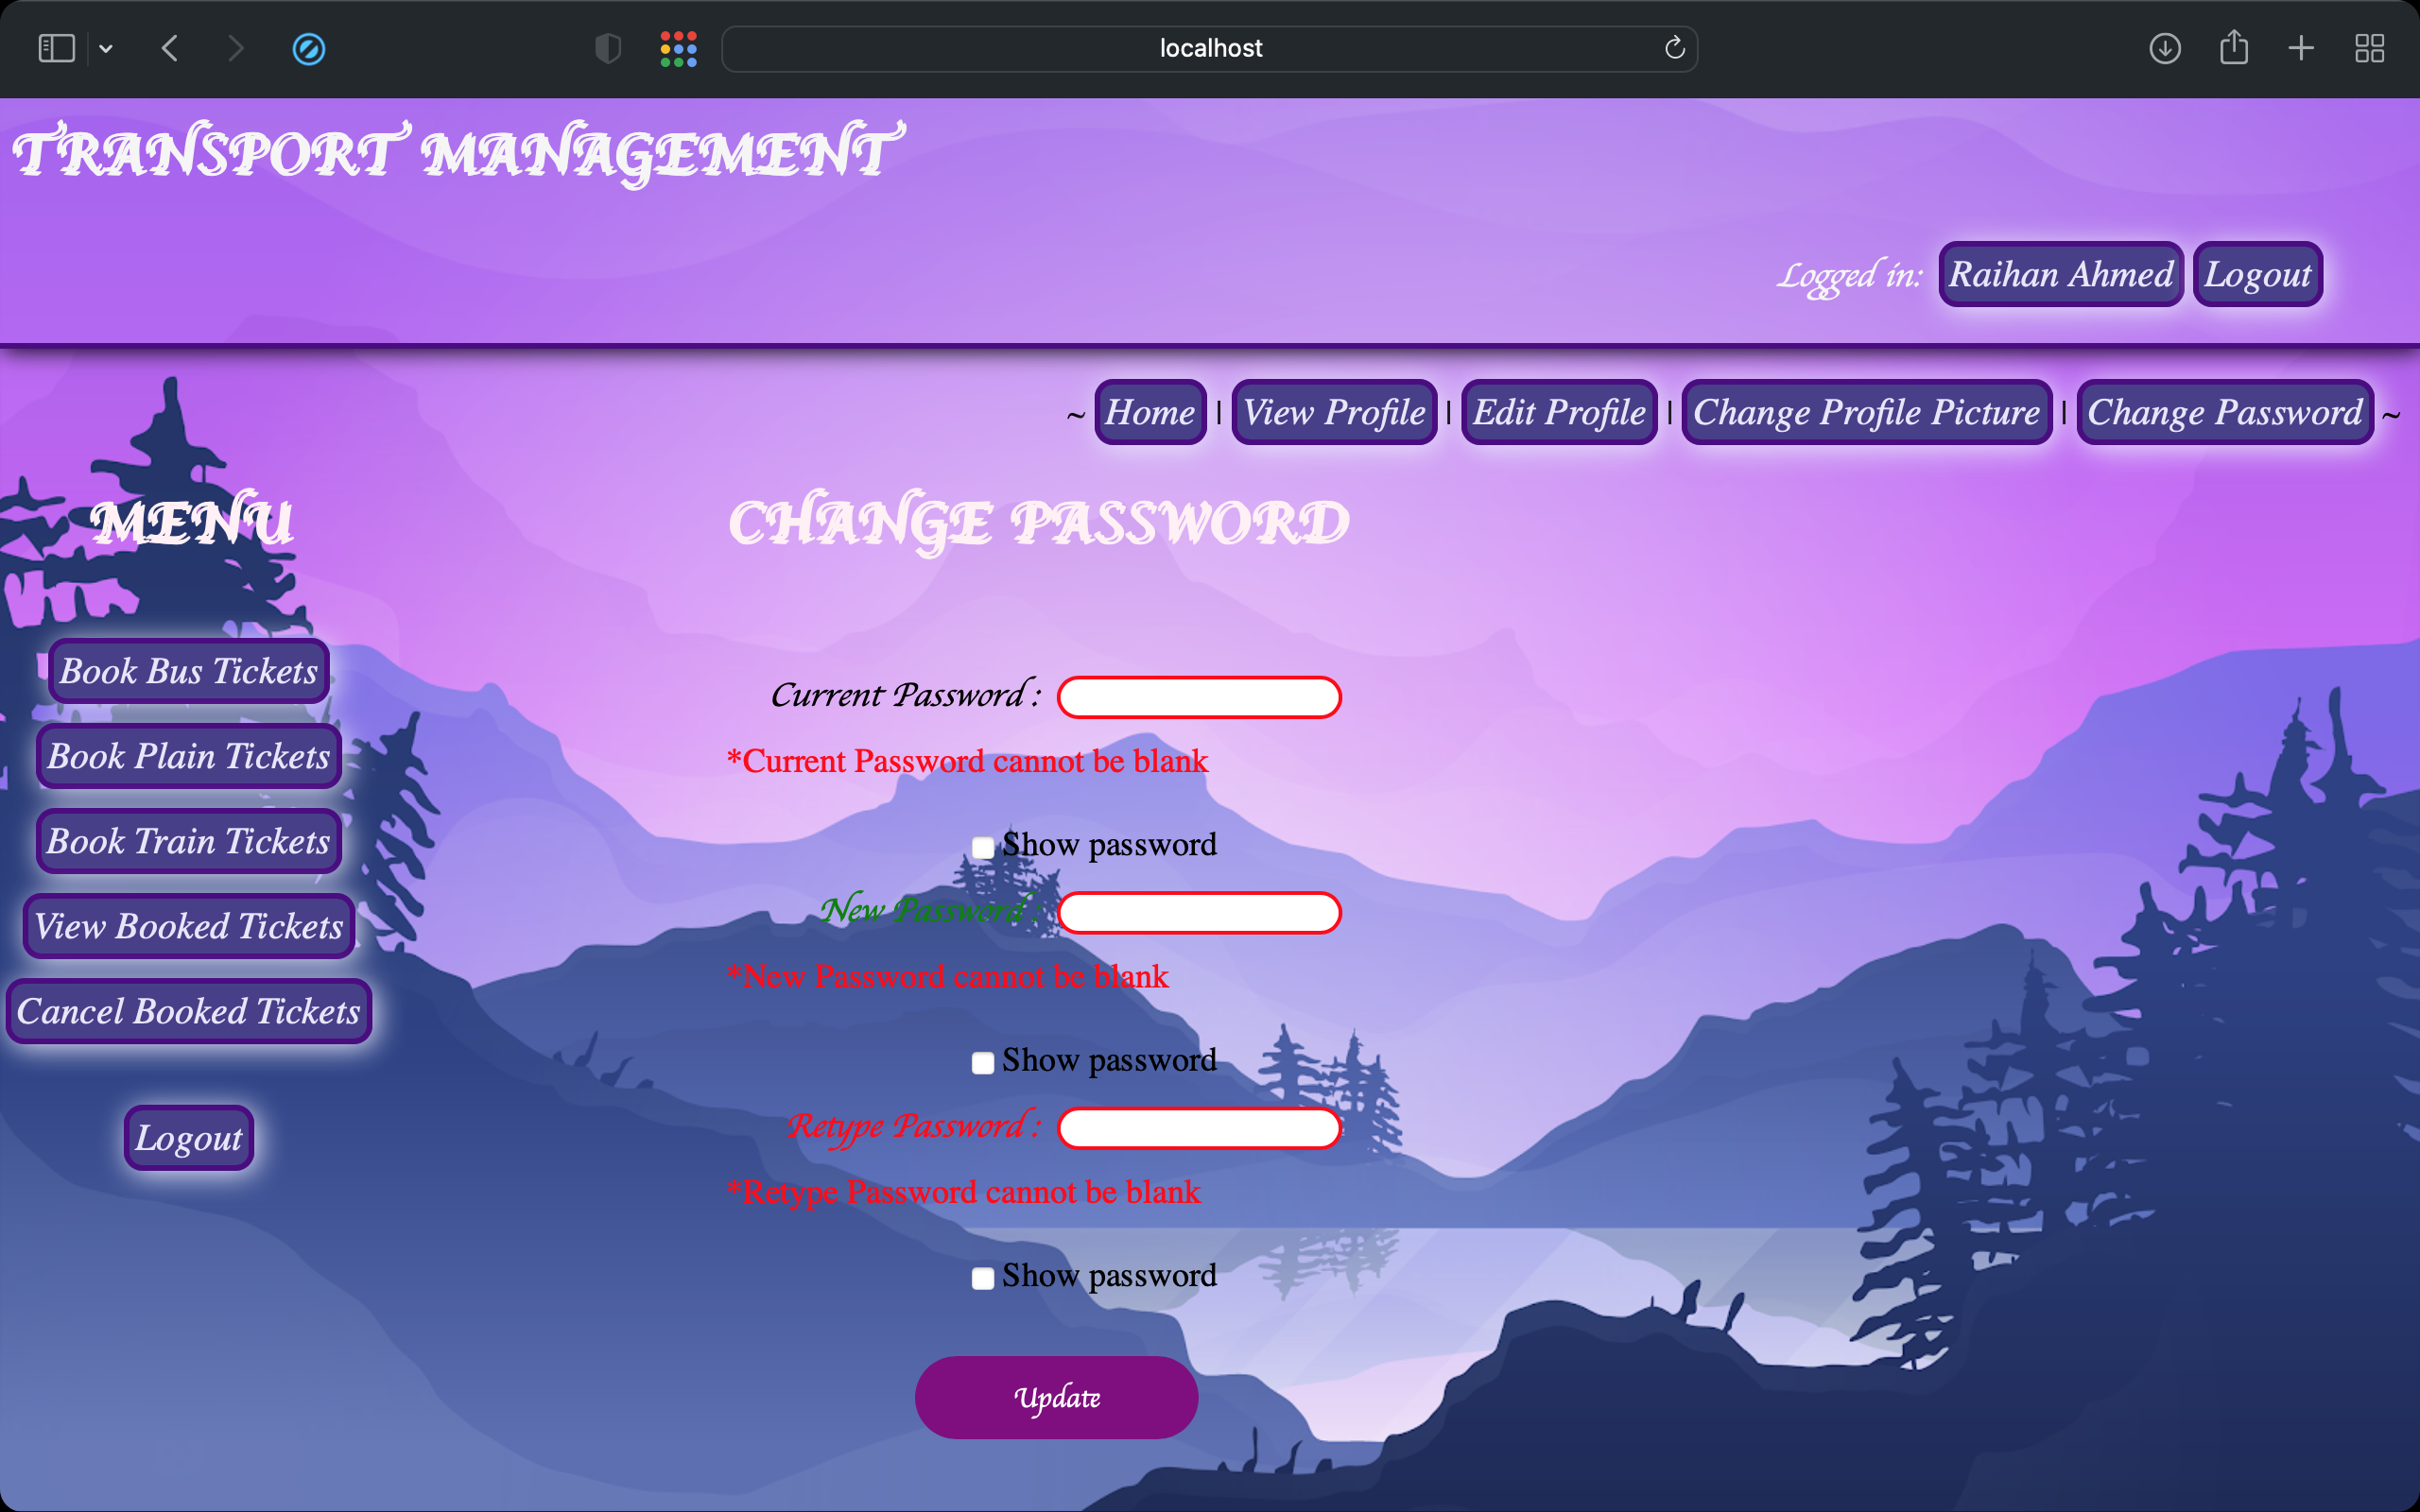 localhost
TRANSPORT MANAGEMENT
Logged in: Raihan Ahmed Logout
~ Home | View Profile | Edit Profile | Change Profile Picture | Change Password ~
MENU
CHANGE PASSWORD
Book Bus Tickets
Book Plain Tickets
Book Train Tickets
View Booked Tickets
Cancel Booked Tickets
Logout
Current Password :
*Current Password cannot be blank
Show password
New Password :
*New Password cannot be blank
Show password
Retype Password :
*Retype Password cannot be blank
Show password
Update